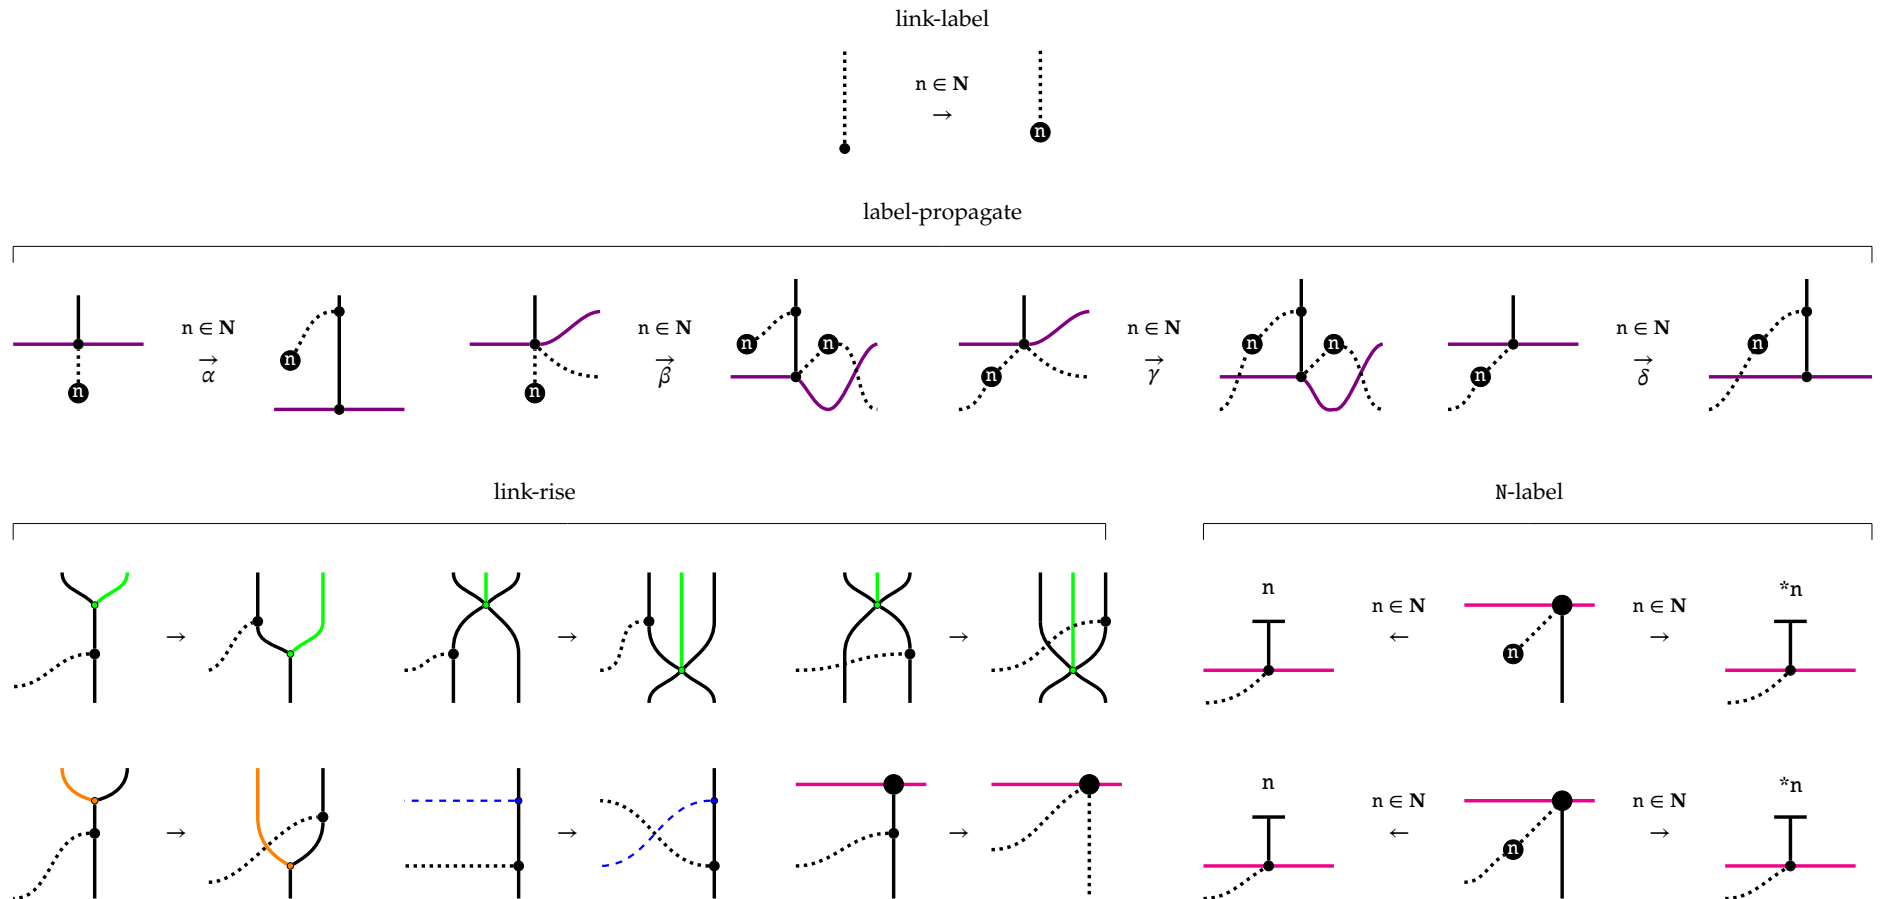 link-label
n ∈ N
→
n
label-propagate
n ∈ N n ∈ N n ∈ N n ∈ N
→ → → →
α β γ δ
n n n n n n n n n n
link-rise N-label
n n ∈ N n ∈ N *n
→ → → ← →
n
n n ∈ N n ∈ N *n
→ → → ← →
n